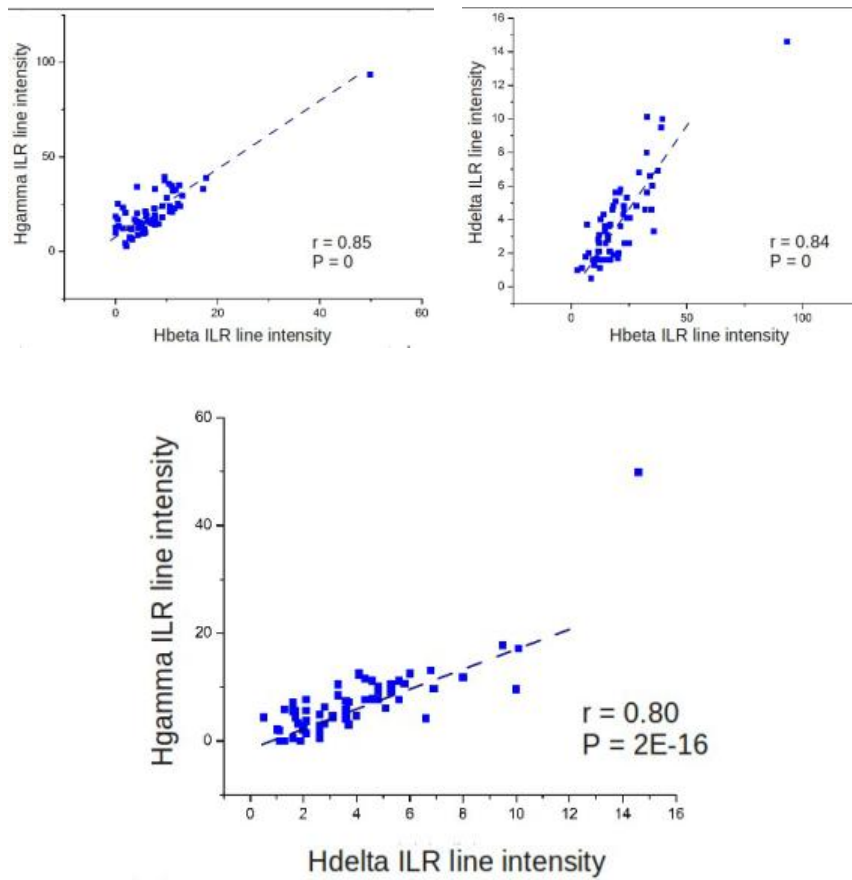 Hgamma ILR line intensity
100
50
0
0
20
40
60
r = 0.85
P = 0
Hbeta ILR line intensity
Hdelta ILR line intensity
16
14
12
10
8
6
4
2
0
0
50
100
r = 0.84
P = 0
Hbeta ILR line intensity
Hgamma ILR line intensity
60
40
20
0
0
2
4
6
8
10
12
14
16
r = 0.80
P = 2E-16
Hdelta ILR line intensity